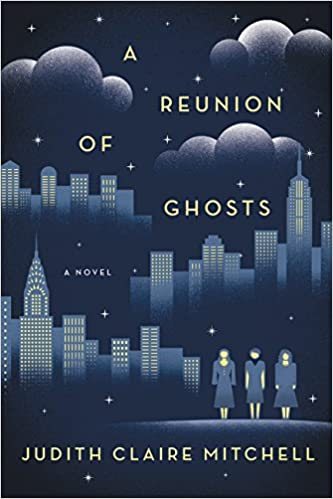 A
REUNION
OF
GHOSTS
A NOVEL
JUDITH CLAIRE MITCHELL